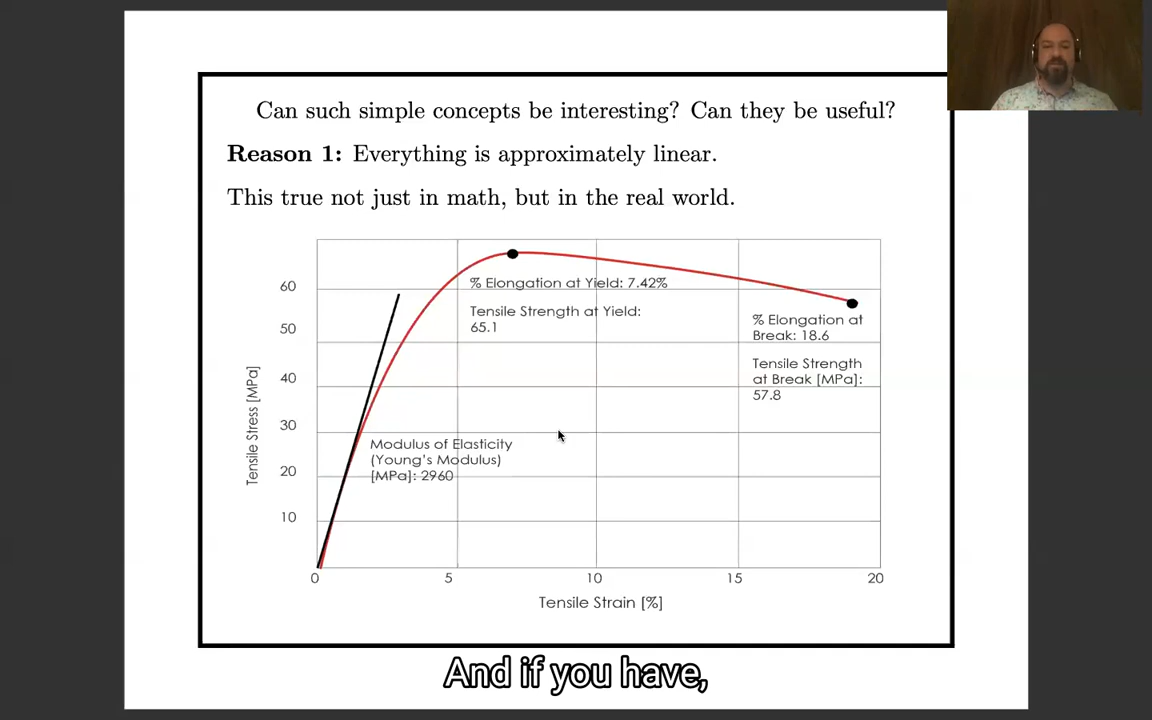 Can such simple concepts be interesting? Can they be useful?
Reason 1: Everything is approximately linear.
This true not just in math, but in the real world.
% Elongation at Yield: 7.42%
Tensile Strength at Yield:
65.1
% Elongation at
Break: 18.6
Tensile Strength
at Break [MPa]:
57.8
Modulus of Elasticity
(Young's Modulus)
[MPa]: 2960
Tensile Stress [MPa]
60
50
40
30
20
10
0
5
10
15
20
Tensile Strain [%]
And if you have,